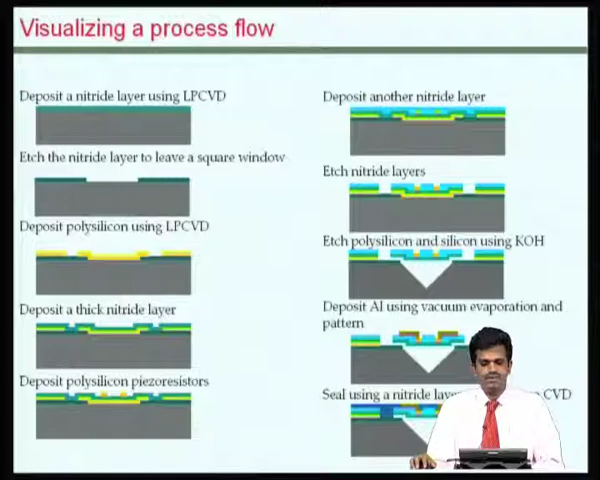 Visualizing a process flow
Deposit a nitride layer using LPCVD
Etch the nitride layer to leave a square window
Deposit polysilicon using LPCVD
Deposit a thick nitride layer
Deposit polysilicon piezoresistors
Deposit another nitride layer
Etch nitride layers
Etch polysilicon and silicon using KOH
Deposit Al using vacuum evaporation and
pattern
Seal using a nitride CVD